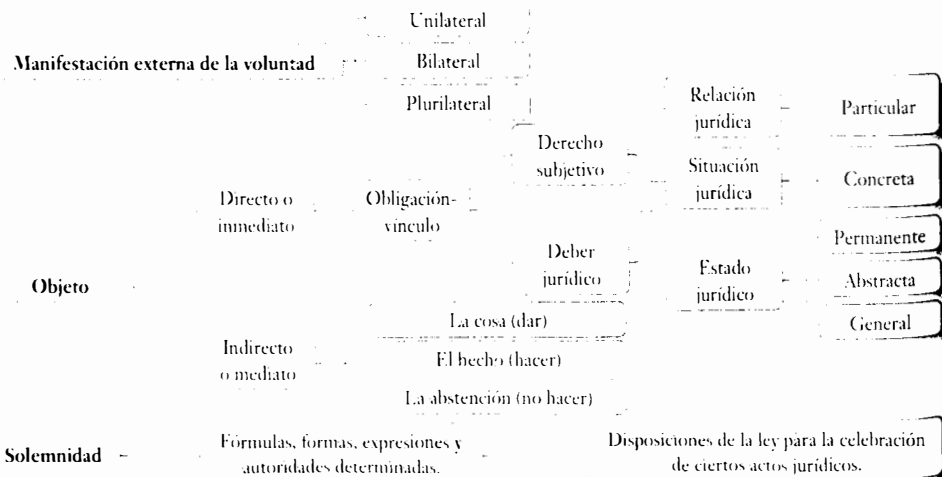 Unilateral
Manifestación externa de la voluntad
Bilateral
Plurilateral
Relación
jurídica
Particular
Derecho
subjetivo
Situación
jurídica
Concreta
Directo o
inmediato
Obligación-
vínculo
Permanente
Deber
jurídico
Estado
jurídico
Objeto
Abstracta
La cosa (dar)
General
Indirecto
o mediato
El hecho (hacer)
La abstención (no hacer)
Solemnidad
Fórmulas, formas, expresiones y
autoridades determinadas.
Disposiciones de la ley para la celebración
de ciertos actos jurídicos.